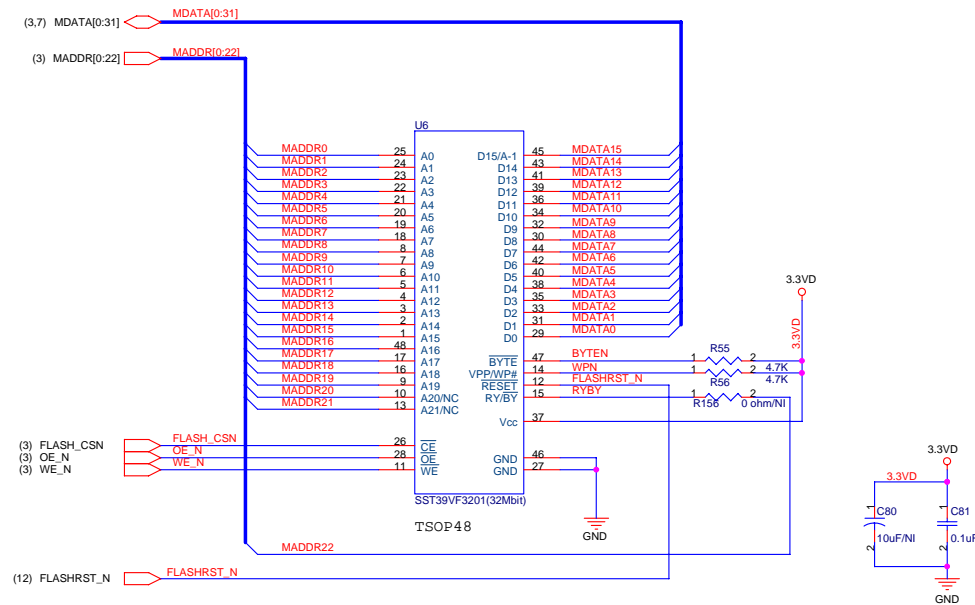 (3,7) MDATA[0:31] MDATA[0:31]
(3) MADDR[0:22] MADDR[0:22]
U6
MADDR0 25 A0 D15/A-1 45 MDATA15
MADDR1 24 A1 D14 43 MDATA14
MADDR2 23 A2 D13 41 MDATA13
MADDR3 22 A3 D12 39 MDATA12
MADDR4 21 A4 D11 36 MDATA11
MADDR5 20 A5 D10 34 MDATA10
MADDR6 19 A6 D9 32 MDATA9
MADDR7 18 A7 D8 30 MDATA8
MADDR8 8 A8 D7 44 MDATA7
MADDR9 7 A9 D6 42 MDATA6
MADDR10 6 A10 D5 40 MDATA5
MADDR11 5 A11 D4 38 MDATA4
MADDR12 4 A12 D3 35 MDATA3
MADDR13 3 A13 D2 33 MDATA2
MADDR14 2 A14 D1 31 MDATA1
MADDR15 1 A15 D0 29 MDATA0
MADDR16 48 A16
MADDR17 17 A17 BYTE 47 BYTEN 1 R55 2 4.7K
MADDR18 16 A18 VPP/WP# 14 WPN 1 R56 2 4.7K
MADDR19 9 A19 RESET 12 FLASHRST_N
MADDR20 10 A20/NC RY/BY 15 RYBY 1 R156 2 0 ohm/NI
MADDR21 13 A21/NC
Vcc 37
3.3VD
3.3VD
(3) FLASH_CSN FLASH_CSN 26 CE
(3) OE_N OE_N 28 OE GND 46
(3) WE_N WE_N 11 WE GND 27
GND
SST39VF3201(32Mbit)
TSOP48
MADDR22
(12) FLASHRST_N FLASHRST_N
3.3VD
3.3VD
1 C80 1 C81
10uF/NI 0.1uF
2 2
GND